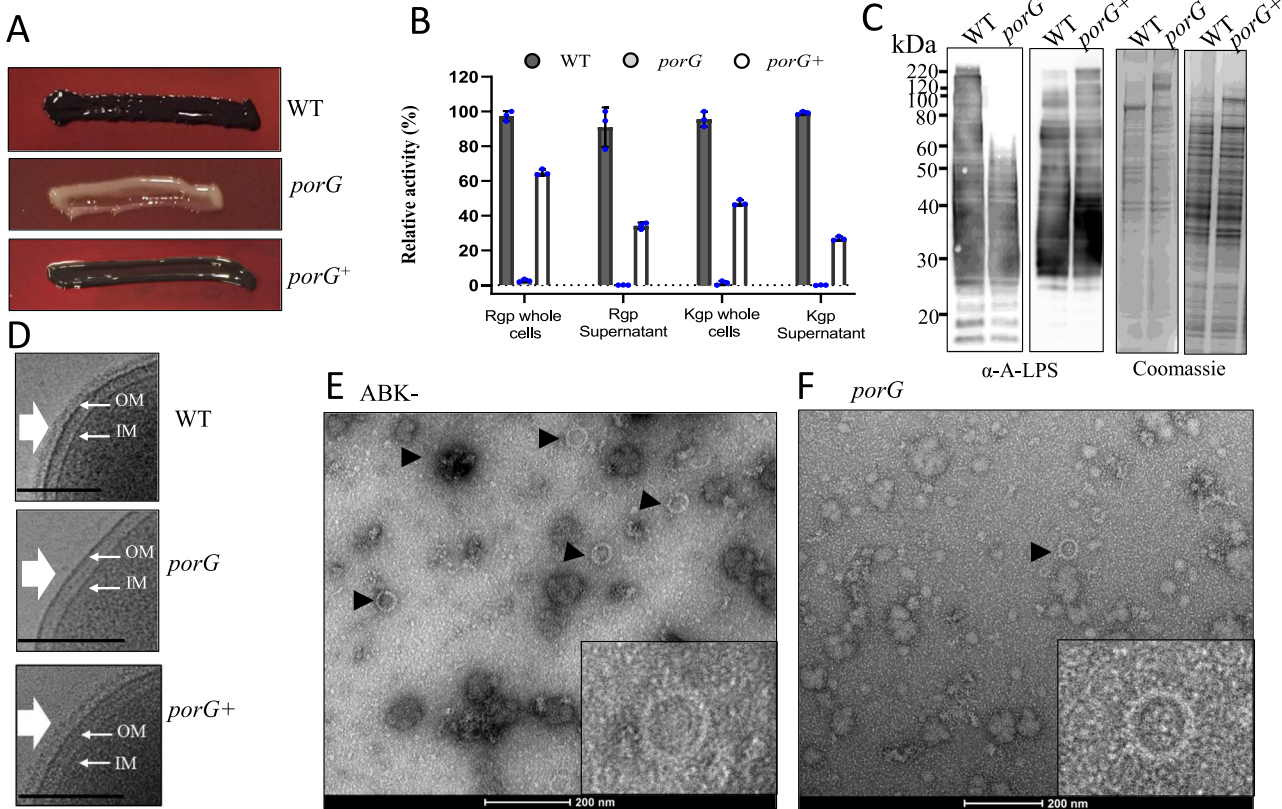 A
WT
porG
porG+
B
WT porG porG+
Relative activity (%)
120
100
80
60
40
20
0
Rgp whole cells
Rgp Supernatant
Kgp whole cells
Kgp Supernatant
C
kDa WT porG WT porG+ WT porG WT porG+
220
120
100
80
60
50
40
30
20
α-A-LPS Coomassie
D
OM
IM
WT
OM
IM
porG
OM
IM
porG+
E ABK-
200 nm
F porG
200 nm